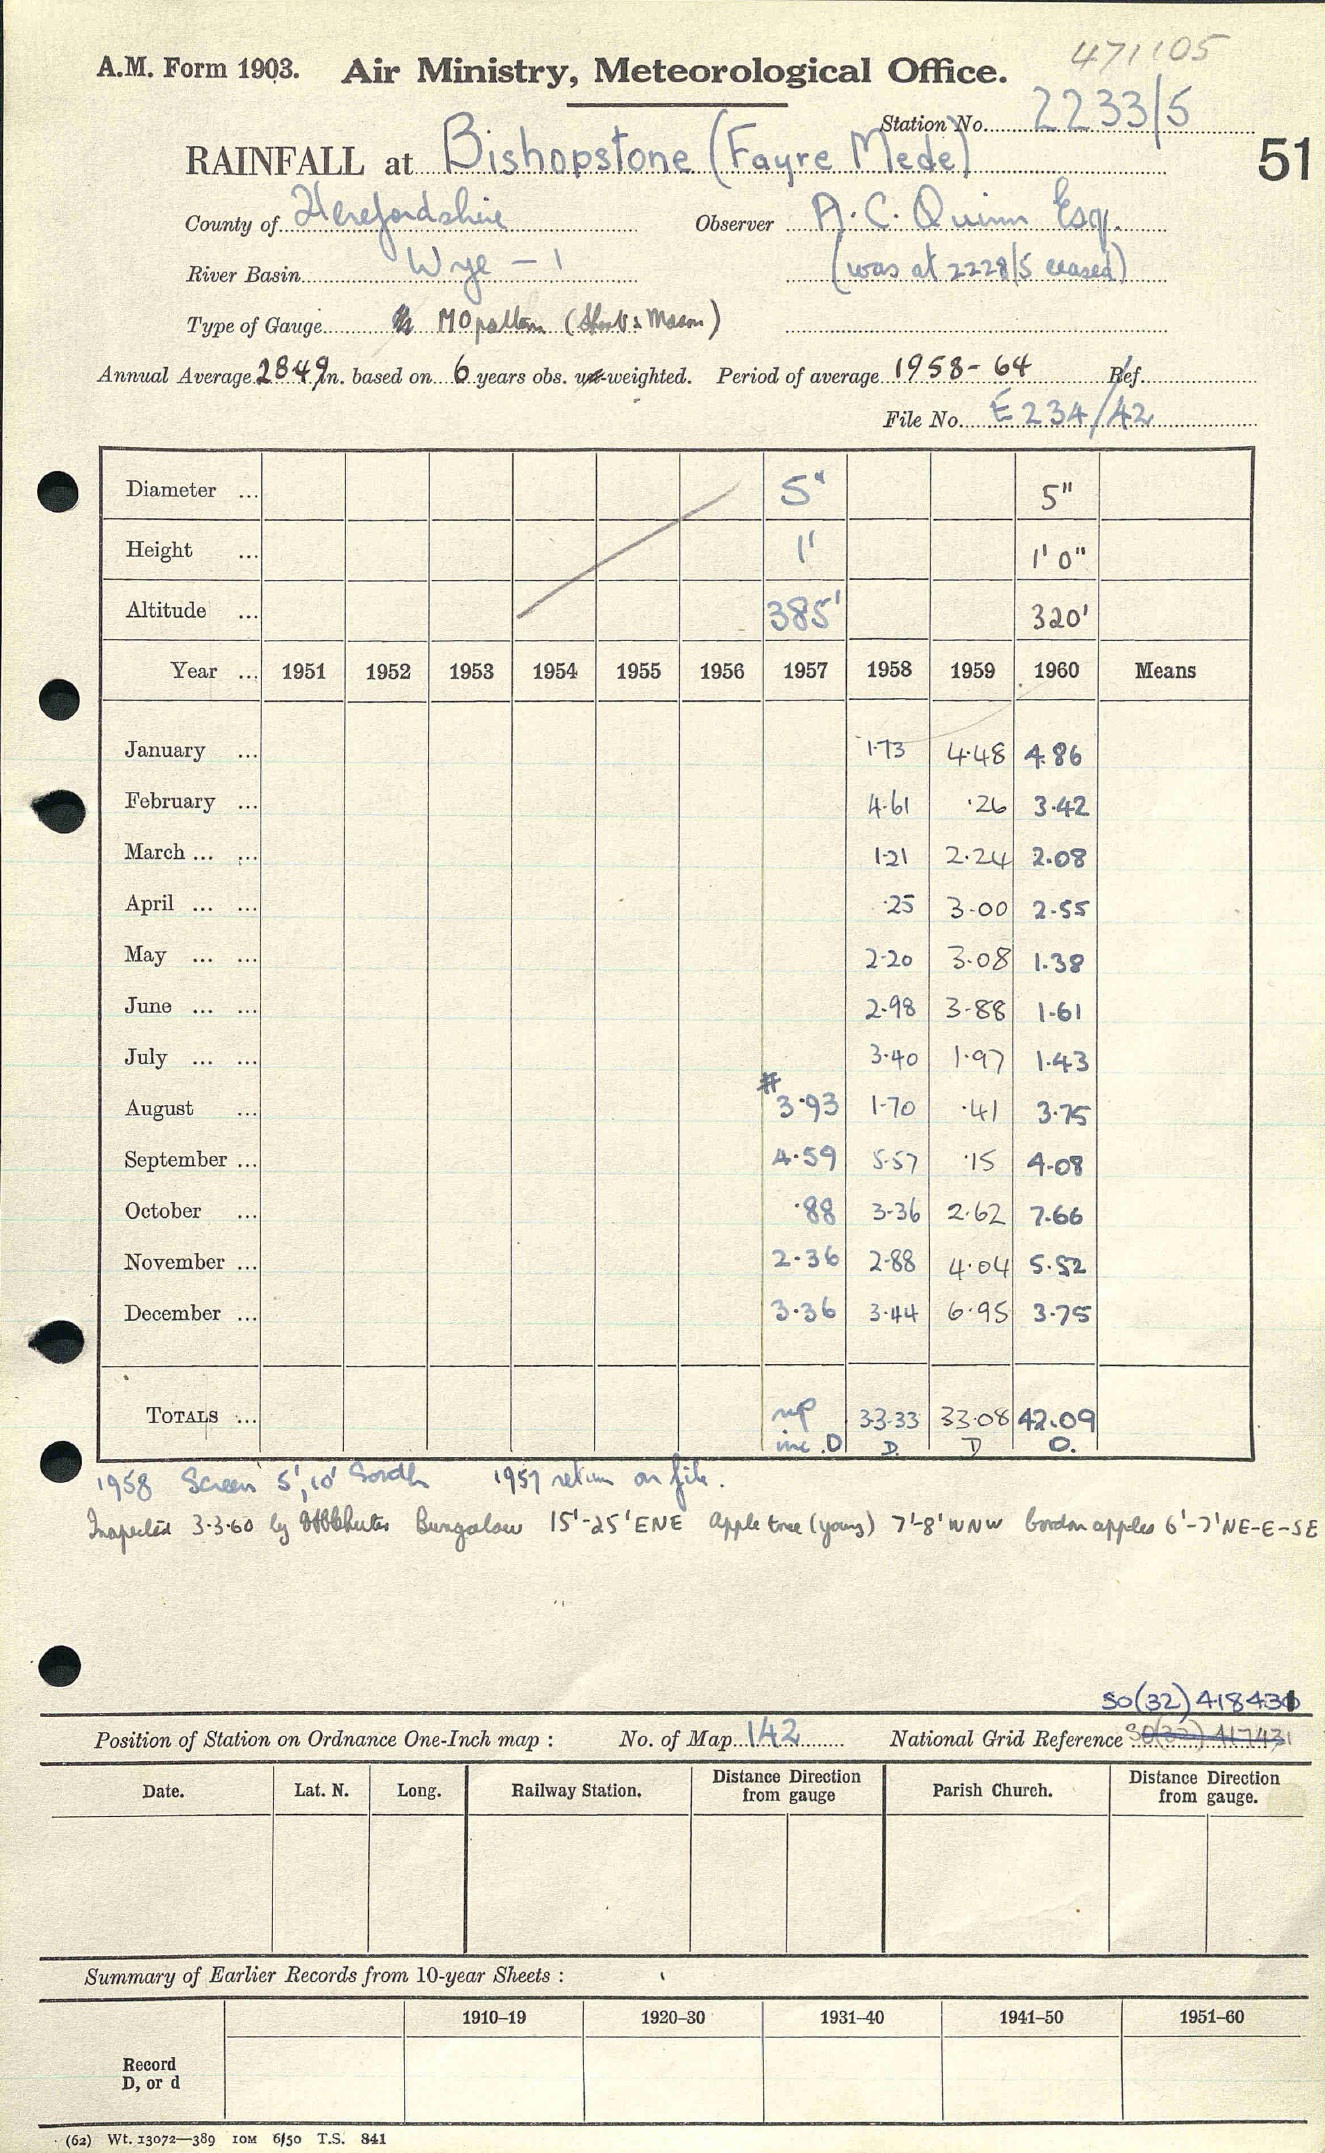 471105
A.M. Form 1903. Air Ministry, Meteorological Office.
Station No. 2233/5
RAINFALL at Bishopstone (Fayre Mede)
51
County of Herefordshire Observer A. C. Quinn Esq.
River Basin Wye - 1 (was at 2228/5 ceased)
Type of Gauge MO pattern (Short & Mason)
Annual Average 28.49 in. based on 6 years obs. weighted. Period of average 1958-64 Ref.
File No. E 234/42
Diameter ... 5" 5"
Height ... 1' 1' 0"
Altitude ... 385' 320'
Year ... 1951 1952 1953 1954 1955 1956 1957 1958 1959 1960 Means
January ... 1.73 4.48 4.86
February ... 4.61 .26 3.42
March ... ... 1.21 2.24 2.08
April ... ... .25 3.00 2.55
May ... ... 2.20 3.08 1.38
June ... ... 2.98 3.88 1.61
July ... ... 3.40 1.97 1.43
August ... # 3.93 1.70 .41 3.75
September ... 4.59 5.57 .15 4.08
October ... .88 3.36 2.62 7.66
November ... 2.36 2.88 4.04 5.52
December ... 3.36 3.44 6.95 3.75
TOTALS ... 33.33 33.08 42.09
inc. D D. D D.
1958 Screen 5', 10' South 1957 return on file.
Inspected 3.3.60 by Bungalow 15'-25' ENE Apple tree (young) 7'-8' WNW Cordon apples 6'-7' NE-E-SE
SO(32) 418431
Position of Station on Ordnance One-Inch map : No. of Map 142 National Grid Reference SO(32) 417431
Date. Lat. N. Long. Railway Station. Distance Direction from gauge Parish Church. Distance Direction from gauge.
Summary of Earlier Records from 10-year Sheets :
1910–19 1920–30 1931–40 1941–50 1951–60
Record
D, or d
(62) Wt. 13072—389 10M 6/50 T.S. 841